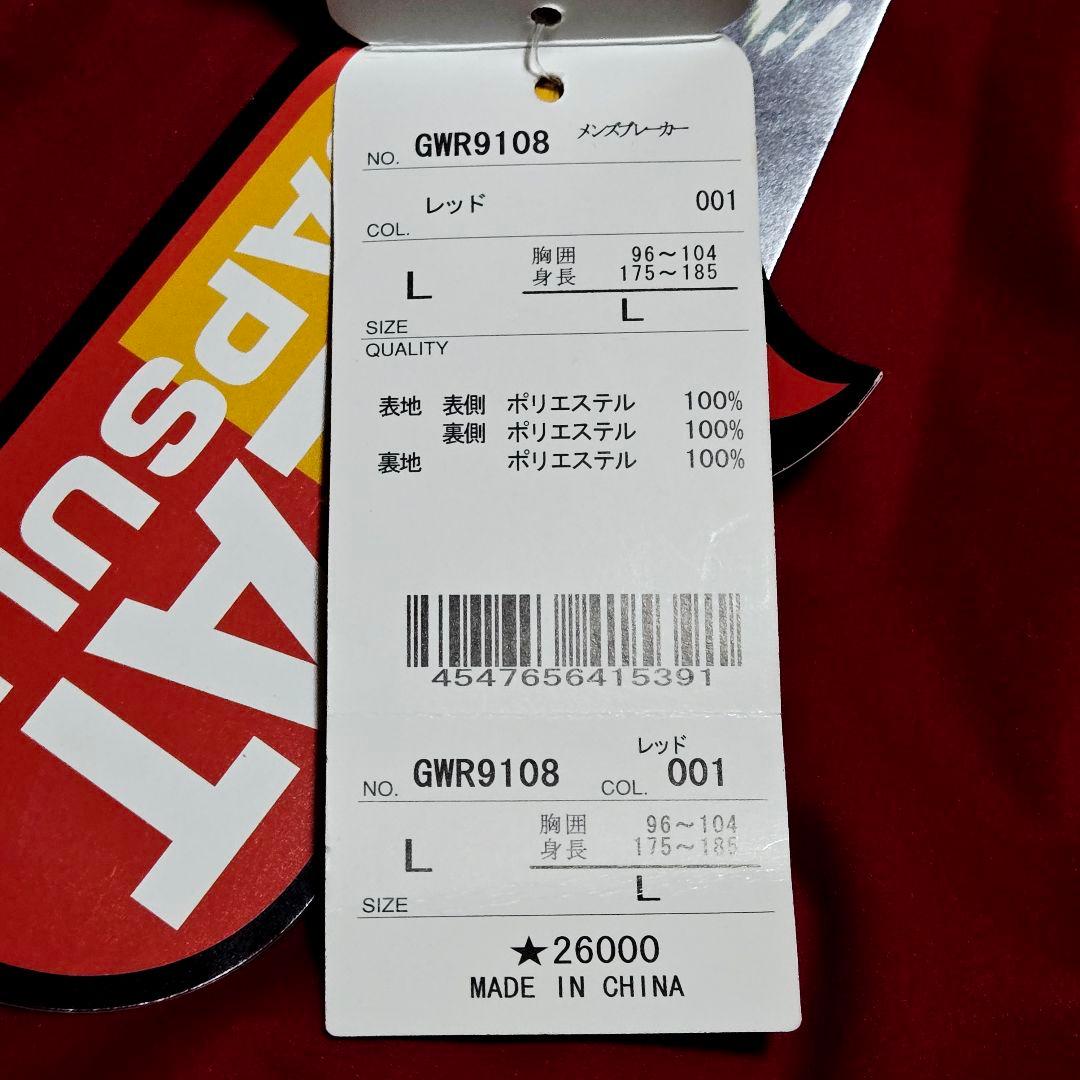 NO. GWR9108 メンズブレーカー
COL. レッド 001
胸囲 96～104
身長 175～185
L
L
SIZE
QUALITY
表地 表側 ポリエステル 100%
裏側 ポリエステル 100%
裏地 ポリエステル 100%
4547656415391
レッド
NO. GWR9108 COL. 001
胸囲 96～104
身長 175～185
L
L
SIZE
★26000
MADE IN CHINA